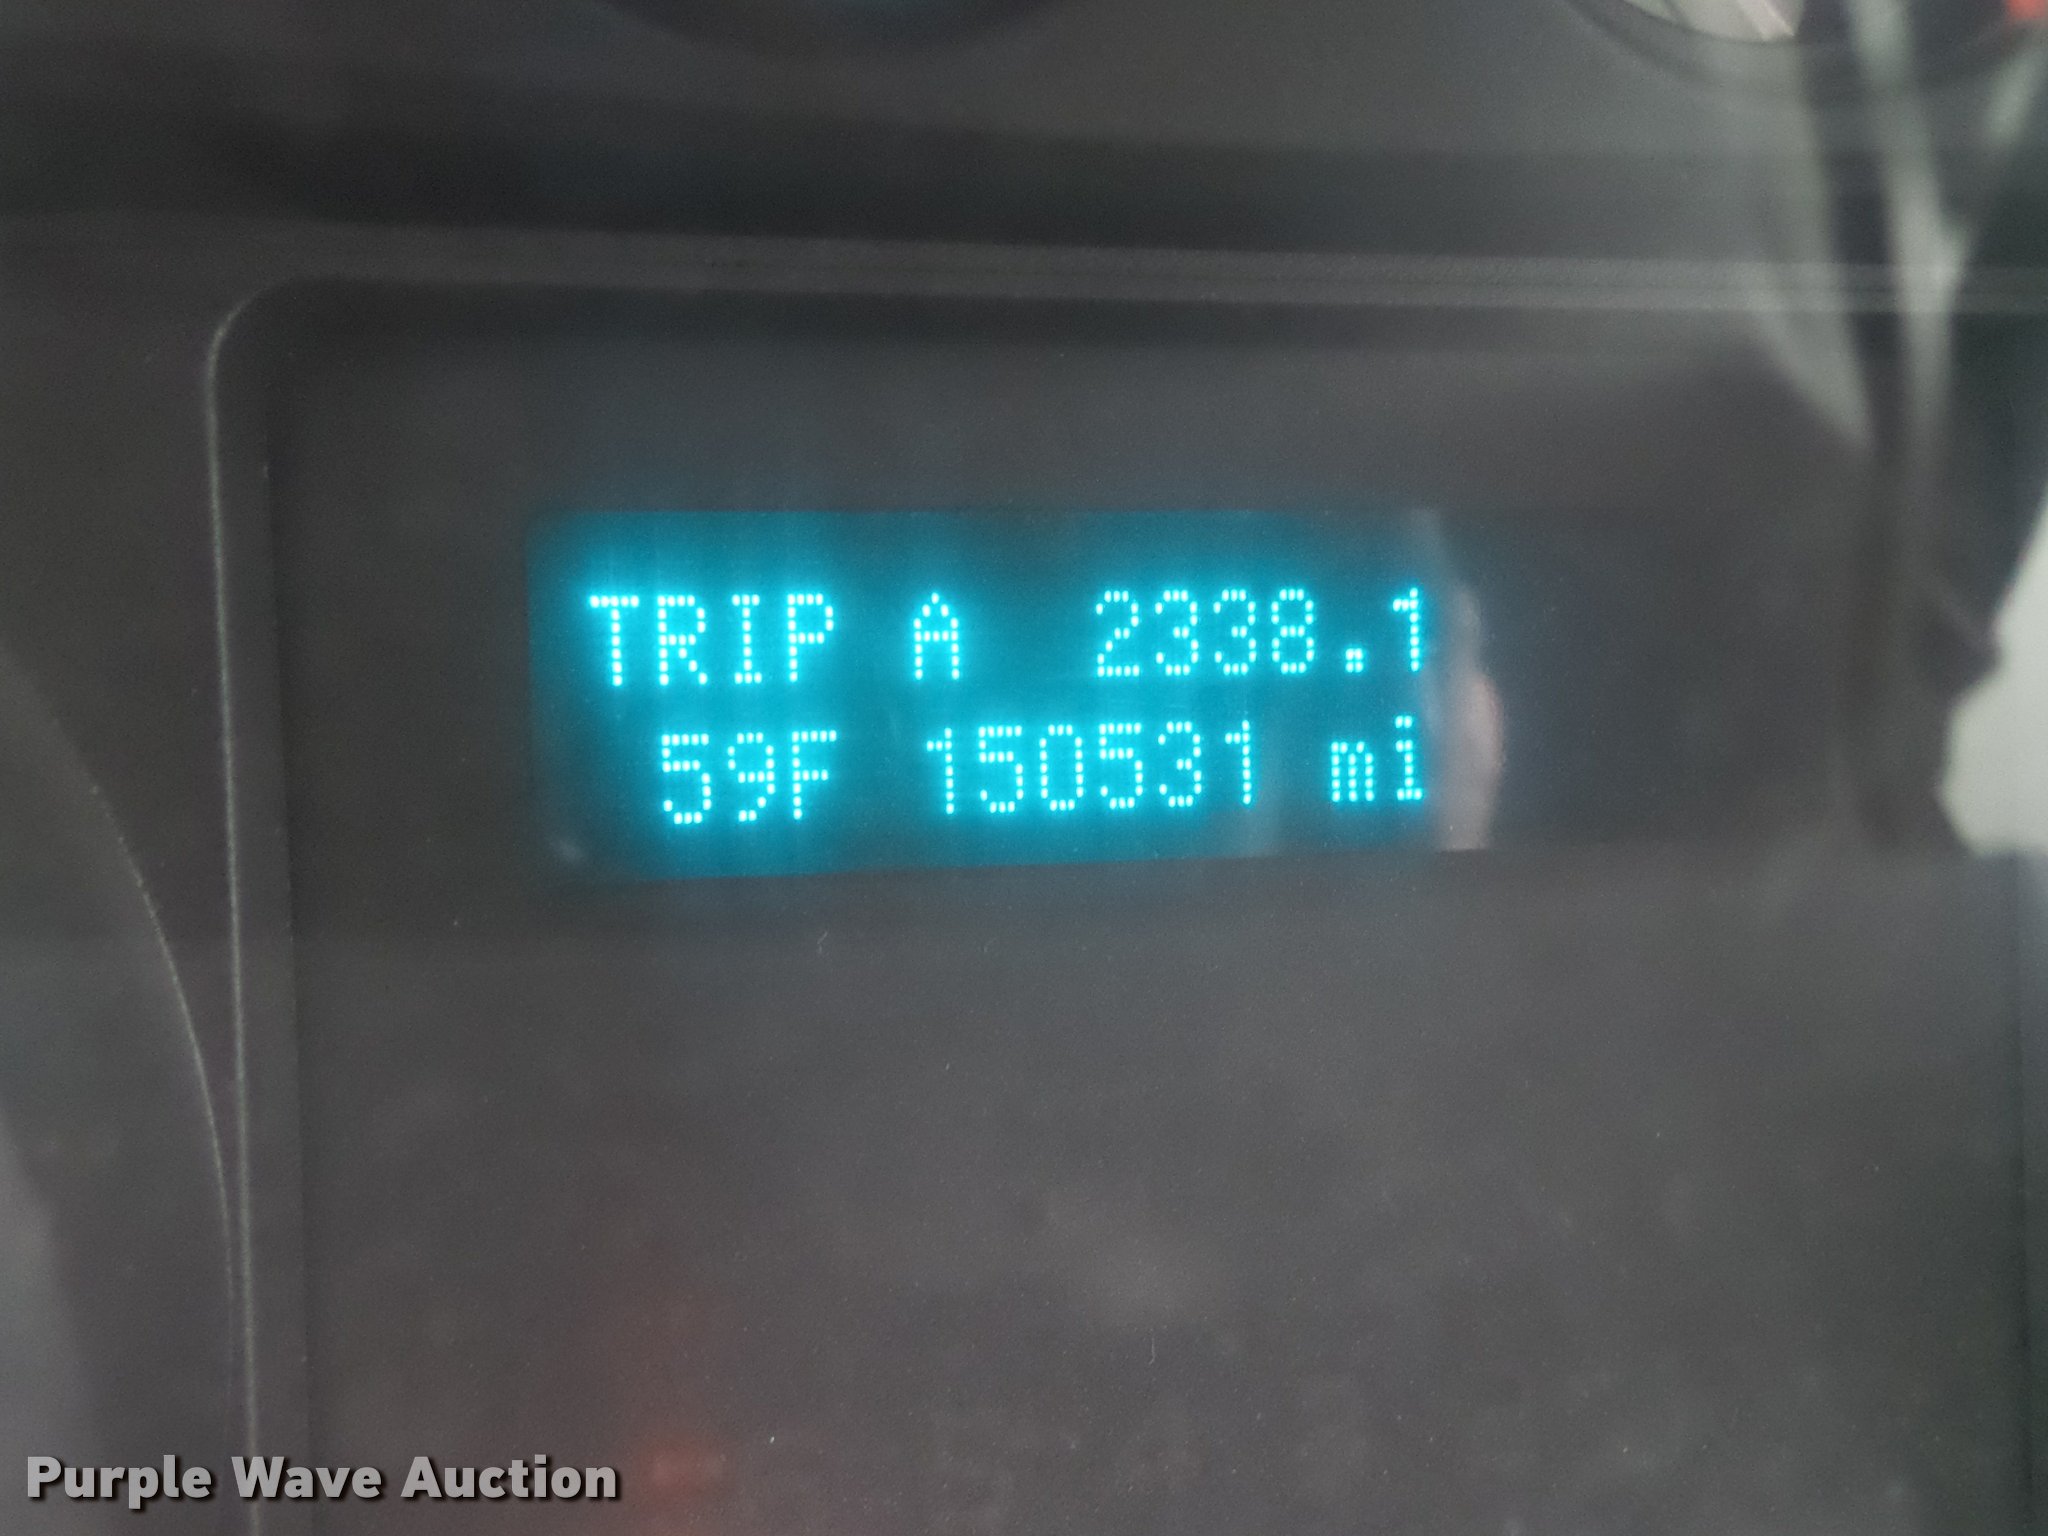 TRIP A 2338.1
59F 150531 mi
Purple Wave Auction